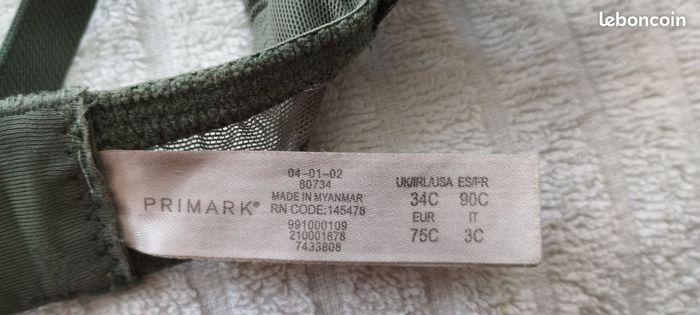 leboncoin
PRIMARK®
04-01-02
80734
MADE IN MYANMAR
RN CODE:145478
991000109
210001878
7433808
UK/IRL/USA ES/FR
34C 90C
EUR IT
75C 3C